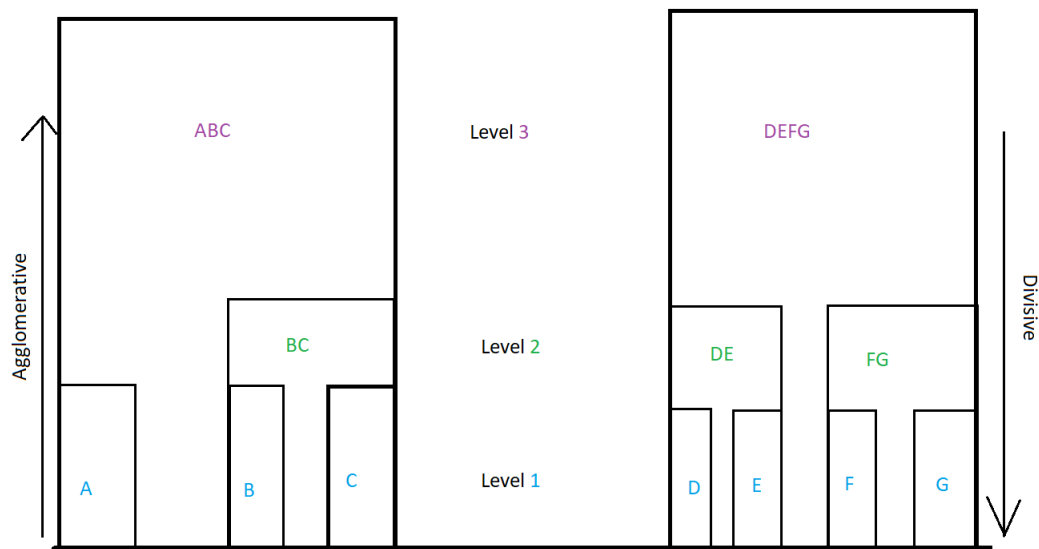 ABC
Level 3
DEFG
Agglomerative
Divisive
BC
Level 2
DE
FG
A
B
C
Level 1
D
E
F
G